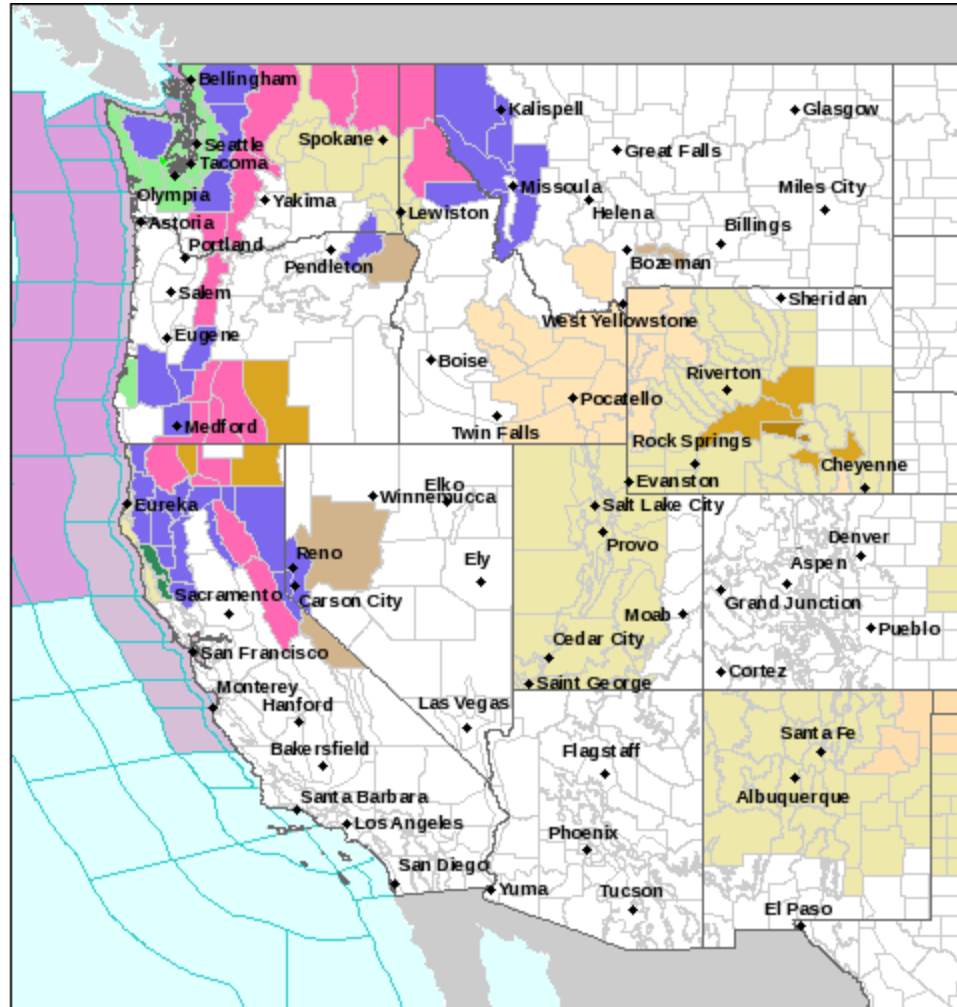 Bellingham
Kalispell
Glasgow
Seattle
Spokane
Great Falls
Tacoma
Olympia
Missoula
Miles City
Yakima
Lewiston
Helena
Astoria
Billings
Portland
Pendleton
Bozeman
Salem
Sheridan
West Yellowstone
Eugene
Boise
Riverton
Pocatello
Medford
Twin Falls
Rock Springs
Cheyenne
Elko
Evanston
Winnemucca
Eureka
Salt Lake City
Denver
Provo
Reno
Ely
Aspen
Sacramento
Carson City
Grand Junction
Moab
Pueblo
Cedar City
San Francisco
Cortez
Saint George
Monterey
Hanford
Las Vegas
Santa Fe
Bakersfield
Flagstaff
Albuquerque
Santa Barbara
Los Angeles
Phoenix
San Diego
Yuma
Tucson
El Paso